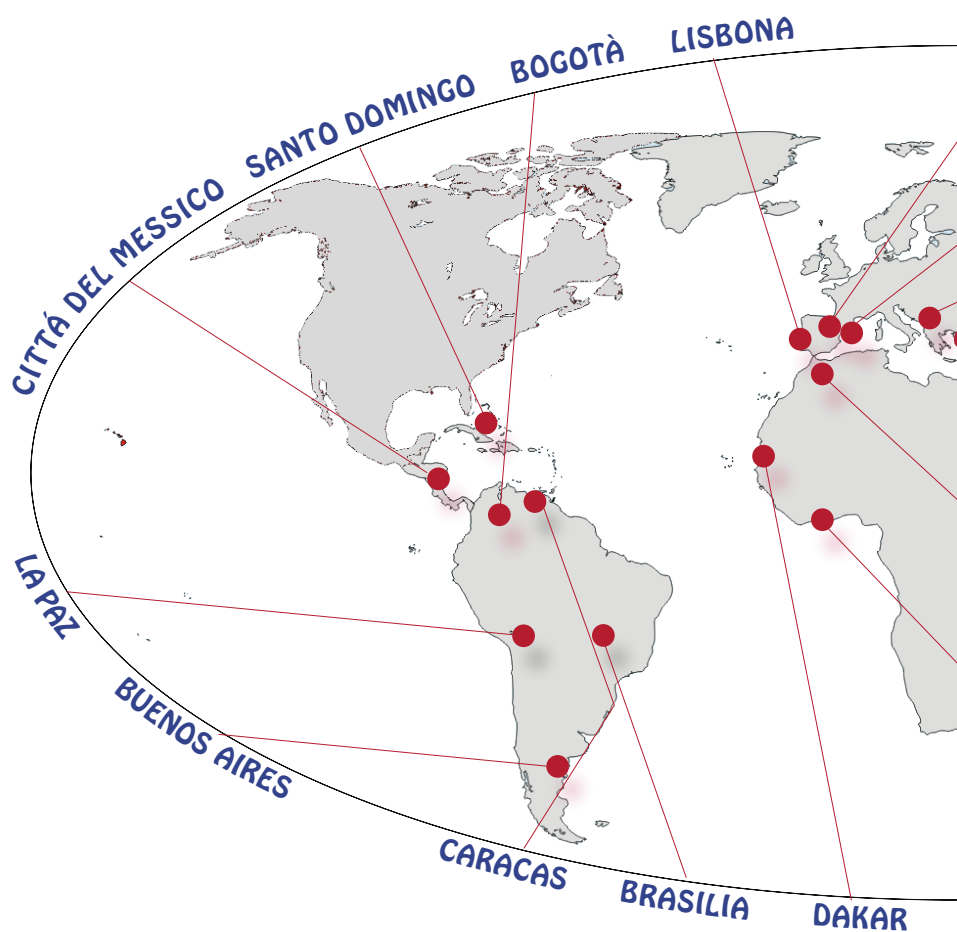 LISBONA
BOGOTÀ
SANTO DOMINGO
CITTÁ DEL MESSICO
LA PAZ
BUENOS AIRES
CARACAS
BRASILIA
DAKAR